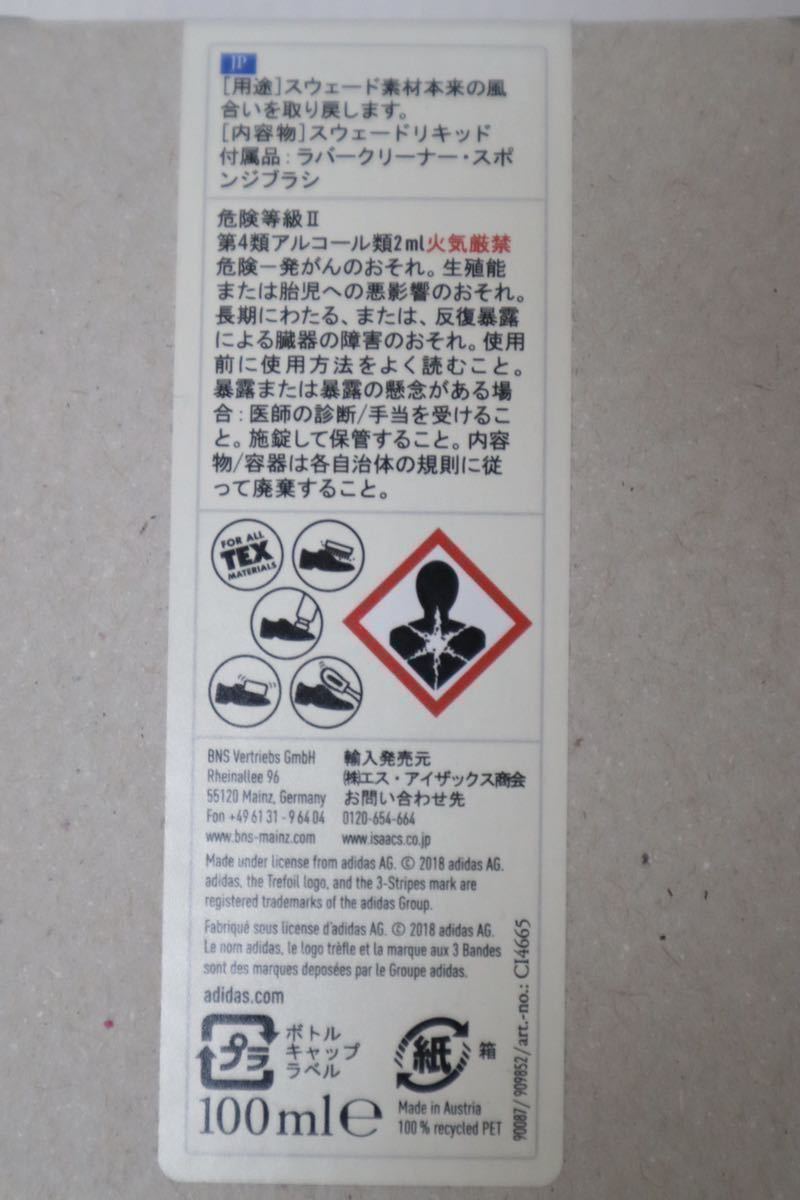 JP
[用途]スウェード素材本来の風
合いを取り戻します。
[内容物]スウェードリキッド
付属品:ラバークリーナー・スポ
ンジブラシ
危険等級Ⅱ
第4類アルコール類2ml火気厳禁
危険ー発がんのおそれ。生殖能
または胎児への悪影響のおそれ。
長期にわたる、または、反復暴露
による臓器の障害のおそれ。使用
前に使用方法をよく読むこと。
暴露または暴露の懸念がある場
合:医師の診断/手当を受けるこ
と。施錠して保管すること。内容
物/容器は各自治体の規則に従
って廃棄すること。
FOR ALL
TEX
MATERIALS
BNS Vertriebs GmbH
Rheinallee 96
55120 Mainz, Germany
Fon +49 61 31 - 9 64 04
www.bns-mainz.com
輸入発売元
㈱エス・アイザックス商会
お問い合わせ先
0120-654-664
www.isaacs.co.jp
Made under license from adidas AG. © 2018 adidas AG.
adidas, the Trefoil logo, and the 3-Stripes mark are
registered trademarks of the adidas Group.
Fabriqué sous license d'adidas AG. © 2018 adidas AG.
Le nom adidas, le logo trèfle et la marque aux 3 Bandes
sont des marques deposées par le Groupe adidas.
adidas.com
プラ
ボトル
キャップ
ラベル
紙
箱
100ml℮
Made in Austria
100 % recycled PET
90087/ 909852/art.-no.: CI4665